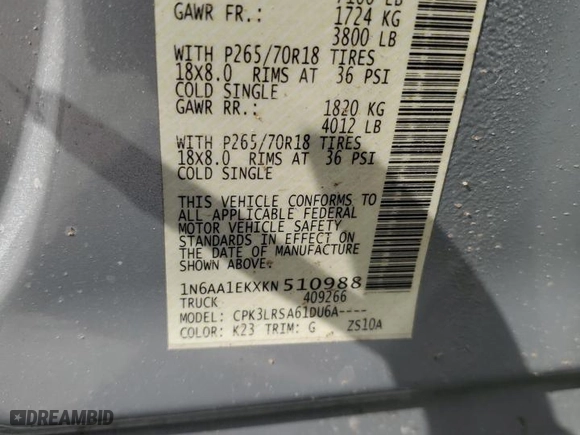 GAWR FR.: 1724 KG
3800 LB
WITH P265/70R18 TIRES
18X8.0 RIMS AT 36 PSI
COLD SINGLE
GAWR RR.: 1820 KG
4012 LB
WITH P265/70R18 TIRES
18X8.0 RIMS AT 36 PSI
COLD SINGLE
THIS VEHICLE CONFORMS TO
ALL APPLICABLE FEDERAL
MOTOR VEHICLE SAFETY
STANDARDS IN EFFECT ON
THE DATE OF MANUFACTURE
SHOWN ABOVE.
1N6AA1EKXKN510988
TRUCK 409266
MODEL: CPK3LRSA61DU6A----
COLOR: K23 TRIM: G ZS10A
DREAMBID